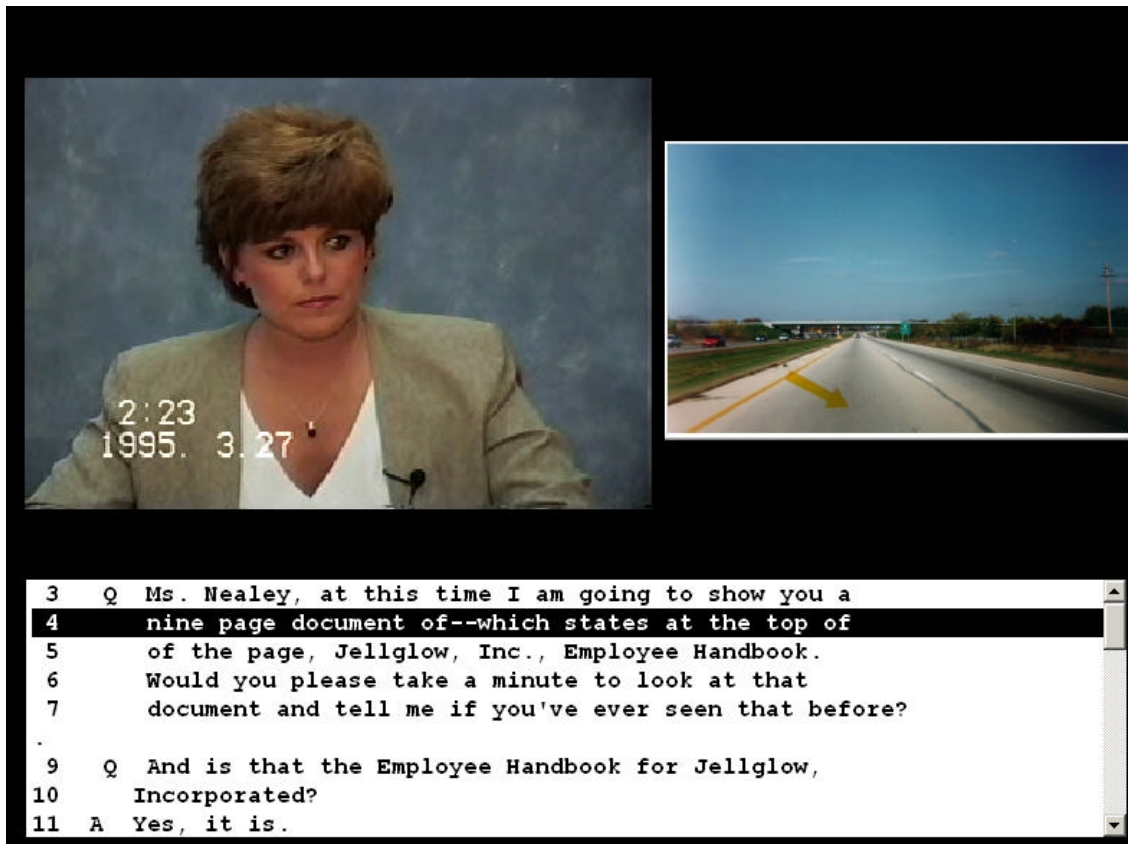 2:23
1995. 3.27
3 Q Ms. Nealey, at this time I am going to show you a
4 nine page document of--which states at the top of
5 of the page, Jellglow, Inc., Employee Handbook.
6 Would you please take a minute to look at that
7 document and tell me if you've ever seen that before?
.
9 Q And is that the Employee Handbook for Jellglow,
10 Incorporated?
11 A Yes, it is.